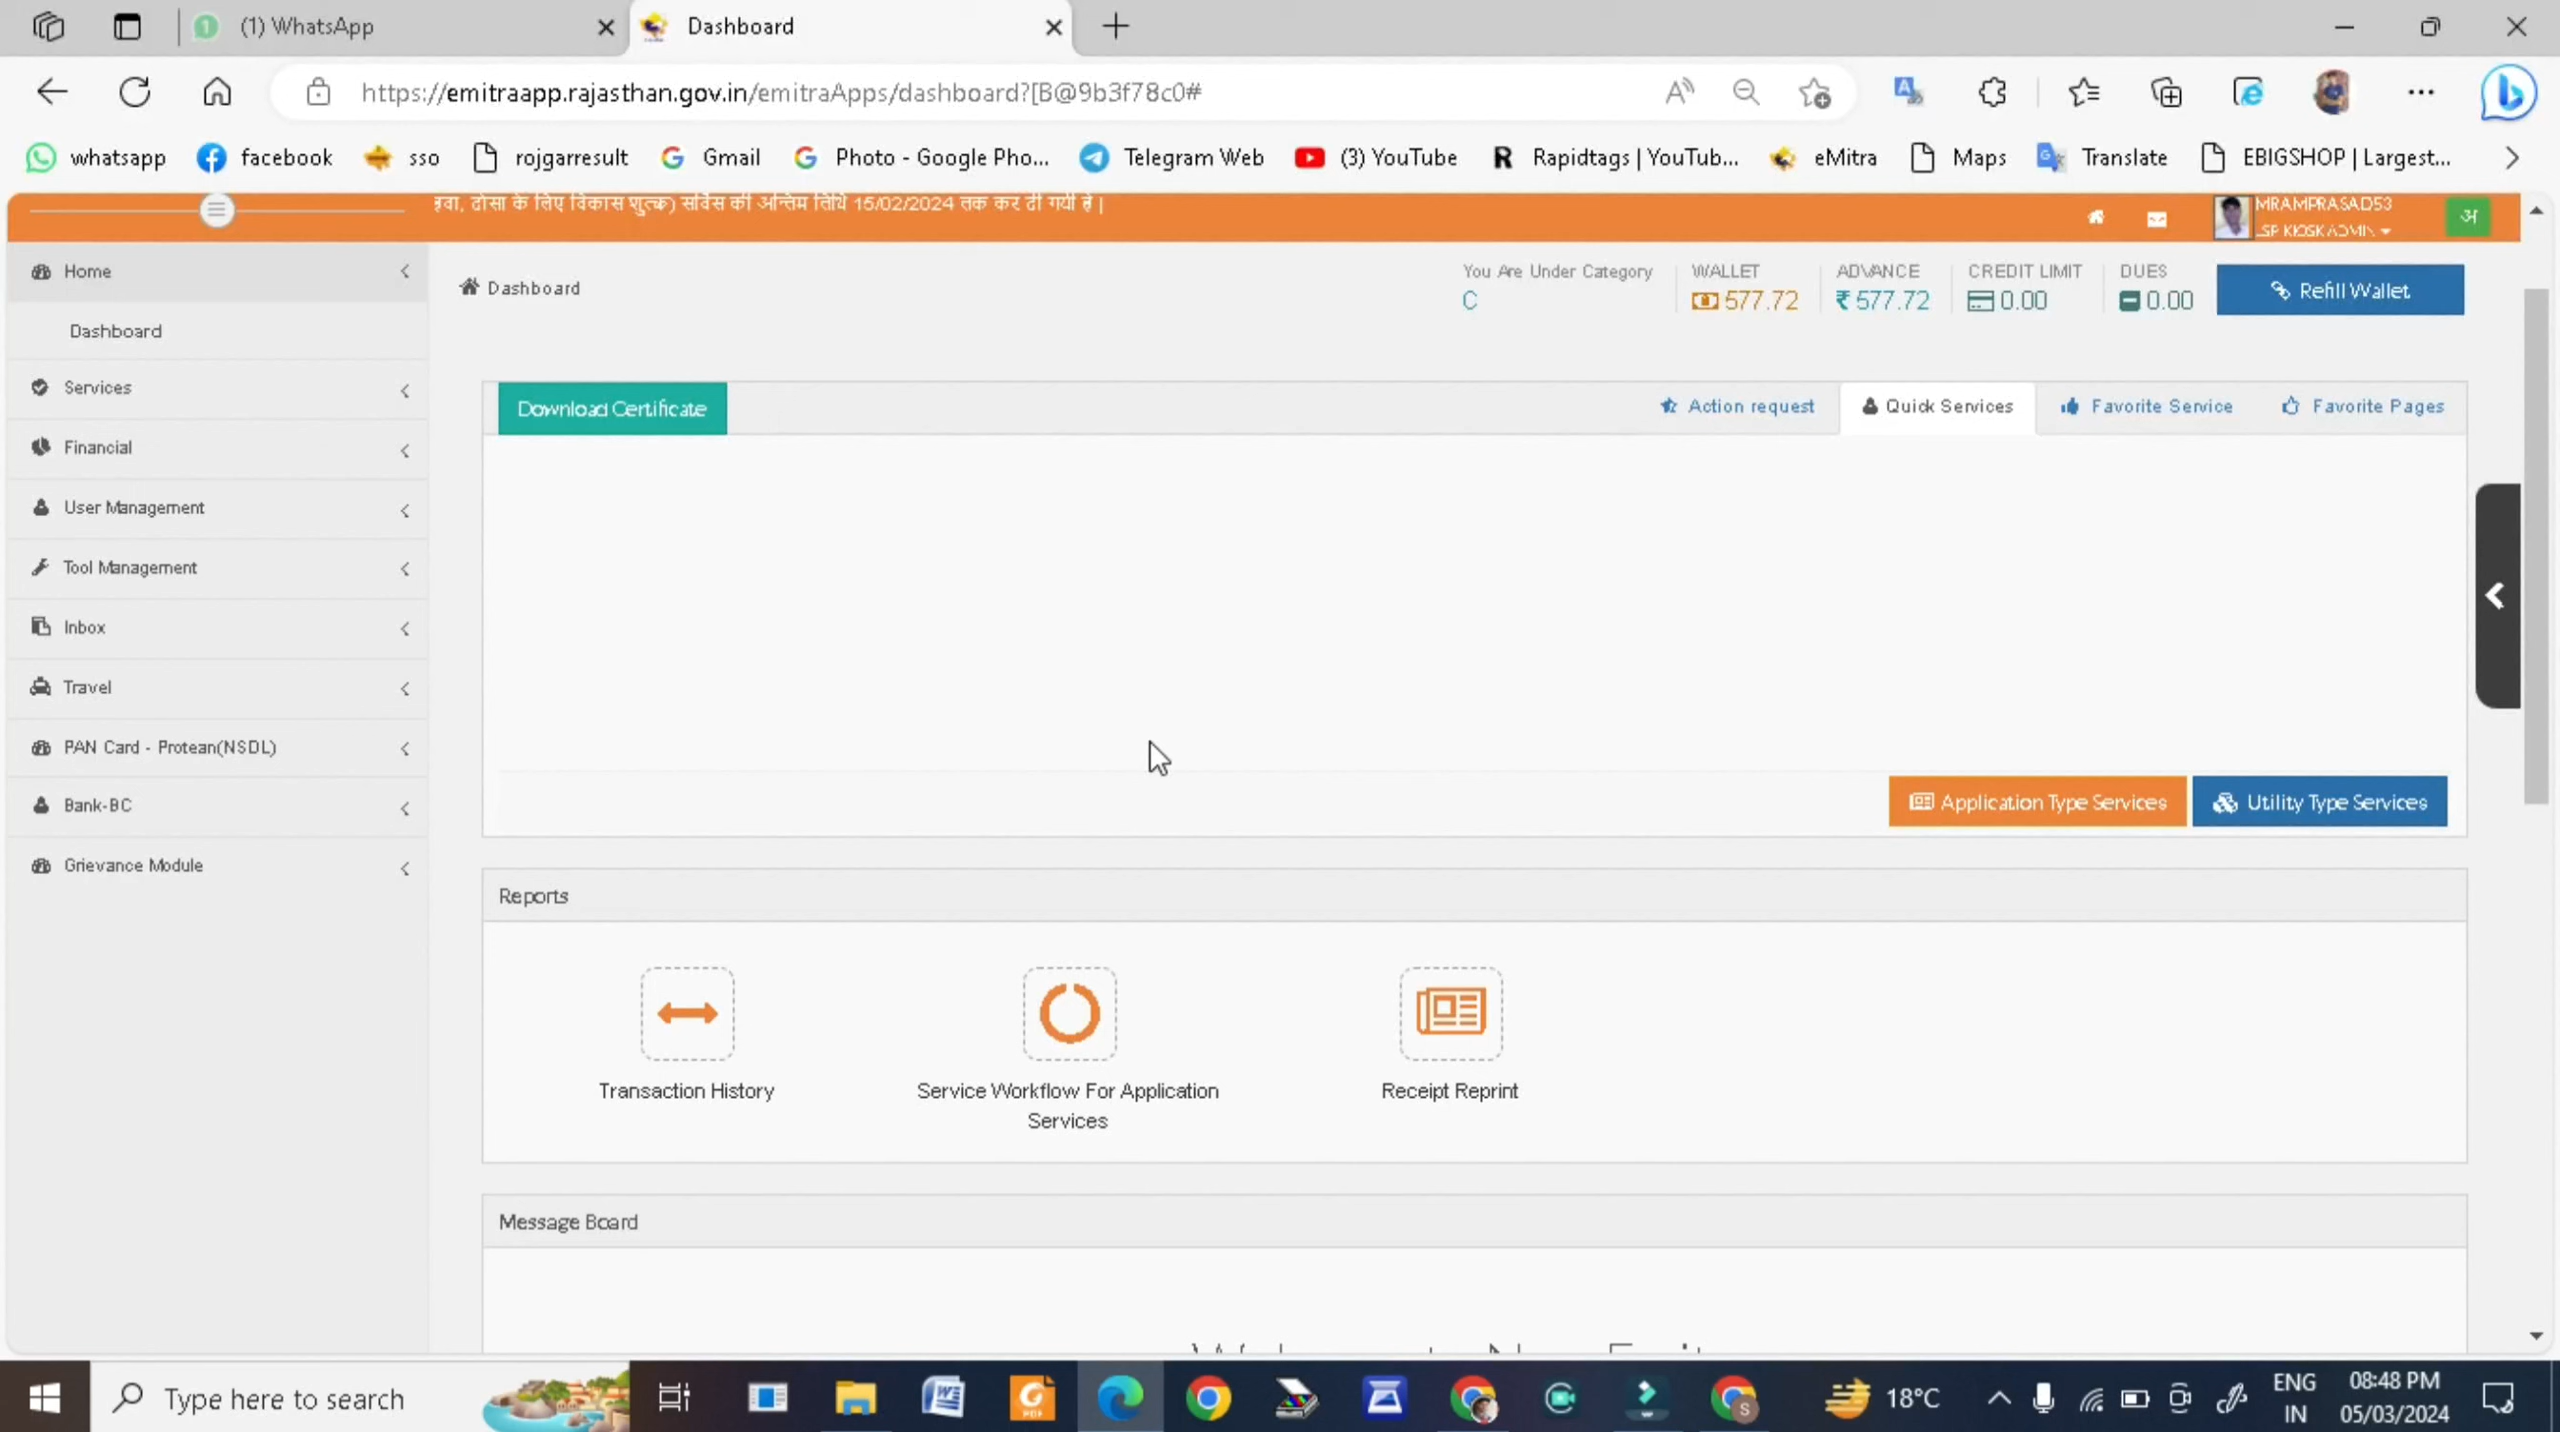 (1) WhatsApp
Dashboard
https://emitraapp.rajasthan.gov.in/emitraApps/dashboard?[B@9b3f78c0#
whatsapp facebook sso rojgarresult Gmail Photo - Google Pho... Telegram Web (3) YouTube Rapidtags | YouTub... eMitra Maps Translate EBIGSHOP | Largest...
के लिए विकास शुल्क) सर्विस की अन्तिम तिथि 15/02/2024 तक कर दी गयी है |
MRAMPRASAD53
अ
Home
Dashboard
Services
Financial
User Management
Tool Management
Inbox
Travel
PAN Card - Protean(NSDL)
Bank-BC
Grievance Module
Dashboard
You Are Under Category
C
WALLET
577.72
ADVANCE
₹ 577.72
CREDIT LIMIT
0.00
DUES
0.00
Refill Wallet
Download Certificate
Action request
Quick Services
Favorite Service
Favorite Pages
Application Type Services
Utility Type Services
Reports
Transaction History
Service Workflow For Application
Services
Receipt Reprint
Message Board
Type here to search
18°C
ENG
IN
08:48 PM
05/03/2024